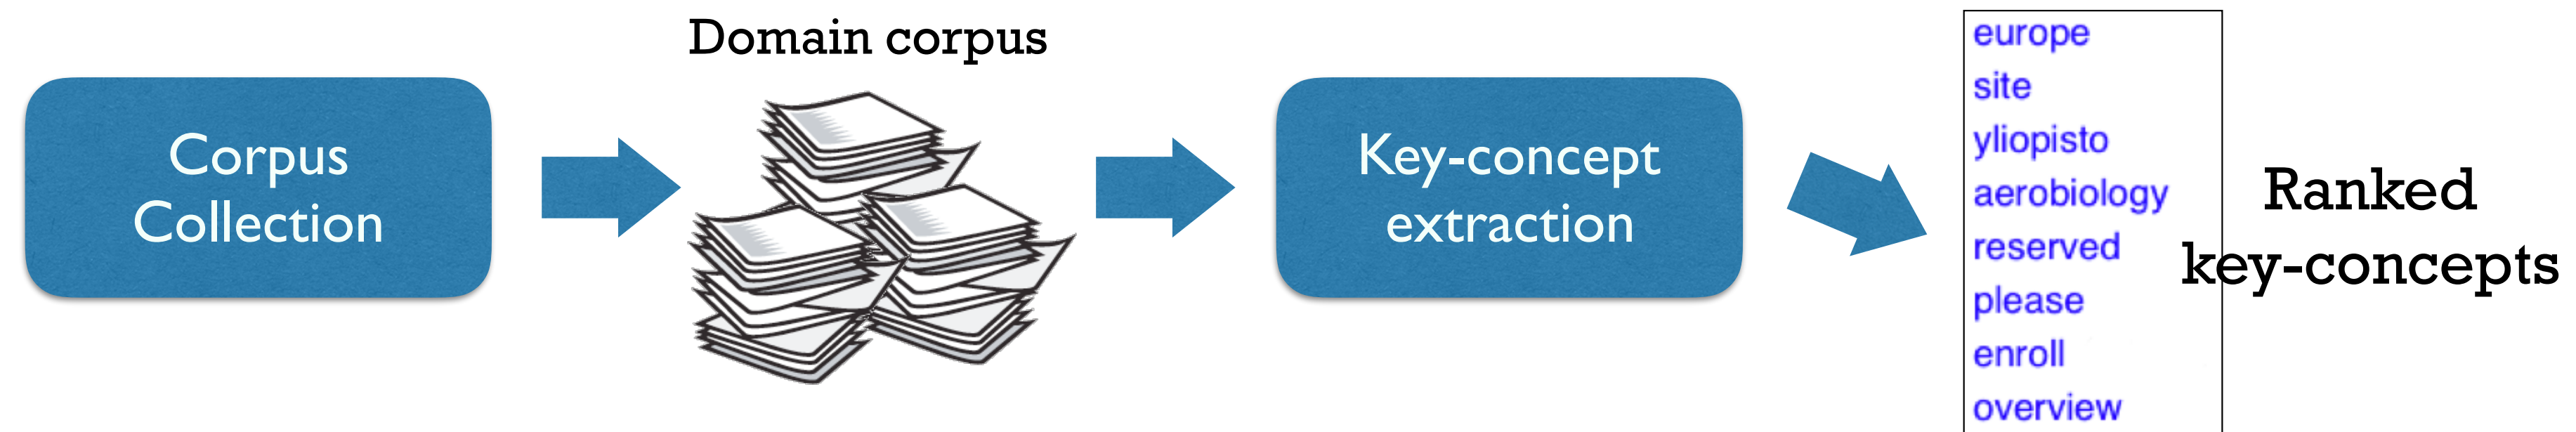 Corpus
Collection
Domain corpus
Key-concept
extraction
europe
site
yliopisto
aerobiology
reserved
please
enroll
overview
Ranked
key-concepts